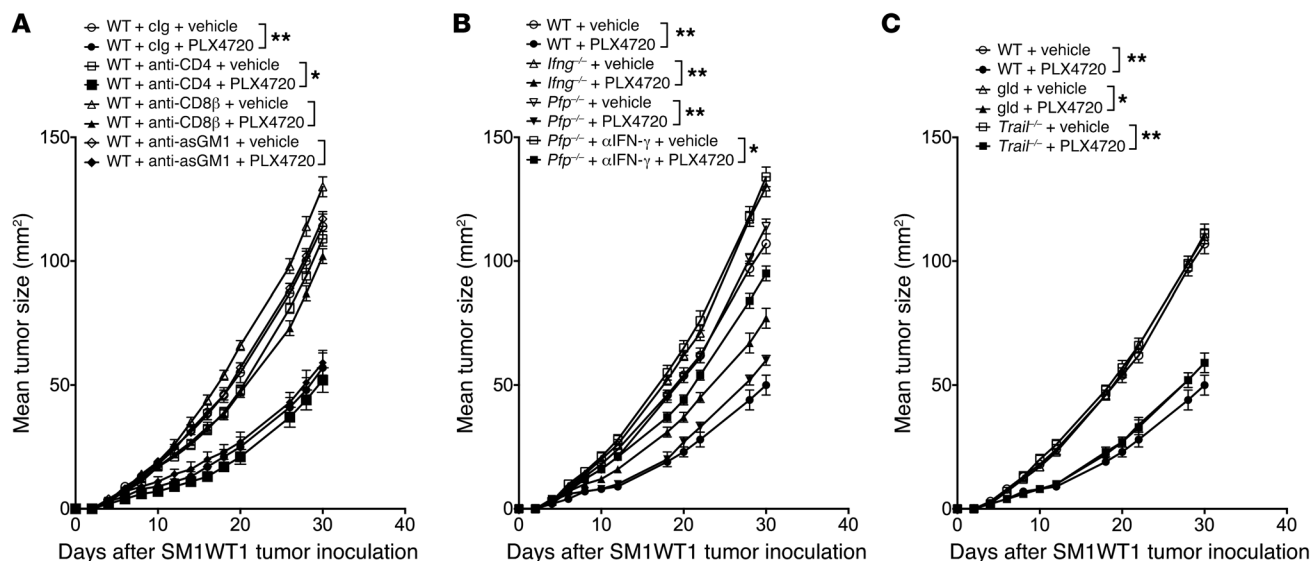 A
WT + cIg + vehicle
WT + cIg + PLX4720
**
WT + anti-CD4 + vehicle
WT + anti-CD4 + PLX4720
*
WT + anti-CD8β + vehicle
WT + anti-CD8β + PLX4720
WT + anti-asGM1 + vehicle
WT + anti-asGM1 + PLX4720
Mean tumor size (mm²)
150
100
50
0
0 10 20 30 40
Days after SM1WT1 tumor inoculation
B
WT + vehicle
WT + PLX4720
**
Ifng⁻/⁻ + vehicle
Ifng⁻/⁻ + PLX4720
**
Pfp⁻/⁻ + vehicle
Pfp⁻/⁻ + PLX4720
**
Pfp⁻/⁻ + αIFN-γ + vehicle
Pfp⁻/⁻ + αIFN-γ + PLX4720
*
Mean tumor size (mm²)
150
100
50
0
0 10 20 30 40
Days after SM1WT1 tumor inoculation
C
WT + vehicle
WT + PLX4720
**
gld + vehicle
gld + PLX4720
*
Trail⁻/⁻ + vehicle
Trail⁻/⁻ + PLX4720
**
Mean tumor size (mm²)
150
100
50
0
0 10 20 30 40
Days after SM1WT1 tumor inoculation